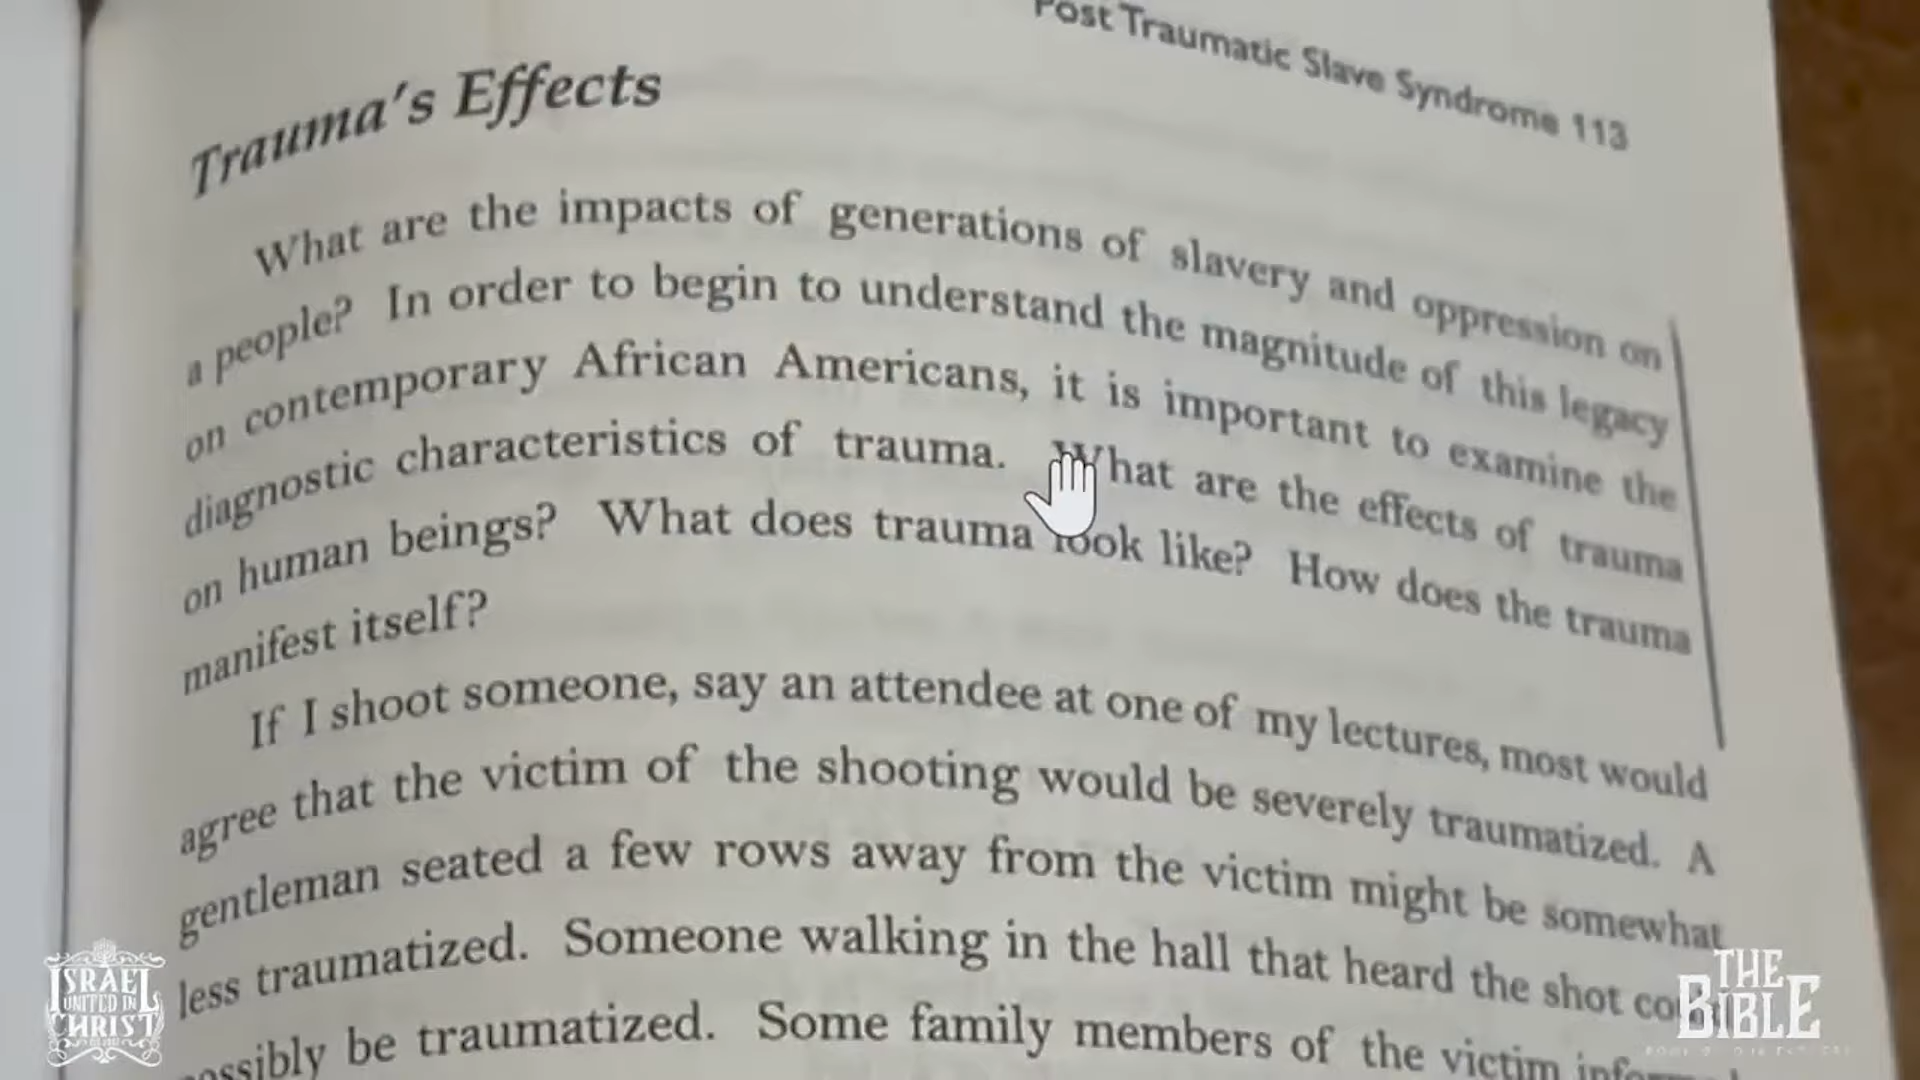 Post Traumatic Slave Syndrome 113
Trauma's Effects
What are the impacts of generations of slavery and oppression on
a people? In order to begin to understand the magnitude of this legacy
on contemporary African Americans, it is important to examine the
diagnostic characteristics of trauma. What are the effects of trauma
on human beings? What does trauma look like? How does the trauma
manifest itself?
If I shoot someone, say an attendee at one of my lectures, most would
agree that the victim of the shooting would be severely traumatized. A
gentleman seated a few rows away from the victim might be somewhat
less traumatized. Someone walking in the hall that heard the shot
be traumatized. Some family members of the victim
ISRAEL
UNITED IN
CHRIST
THE
BIBLE